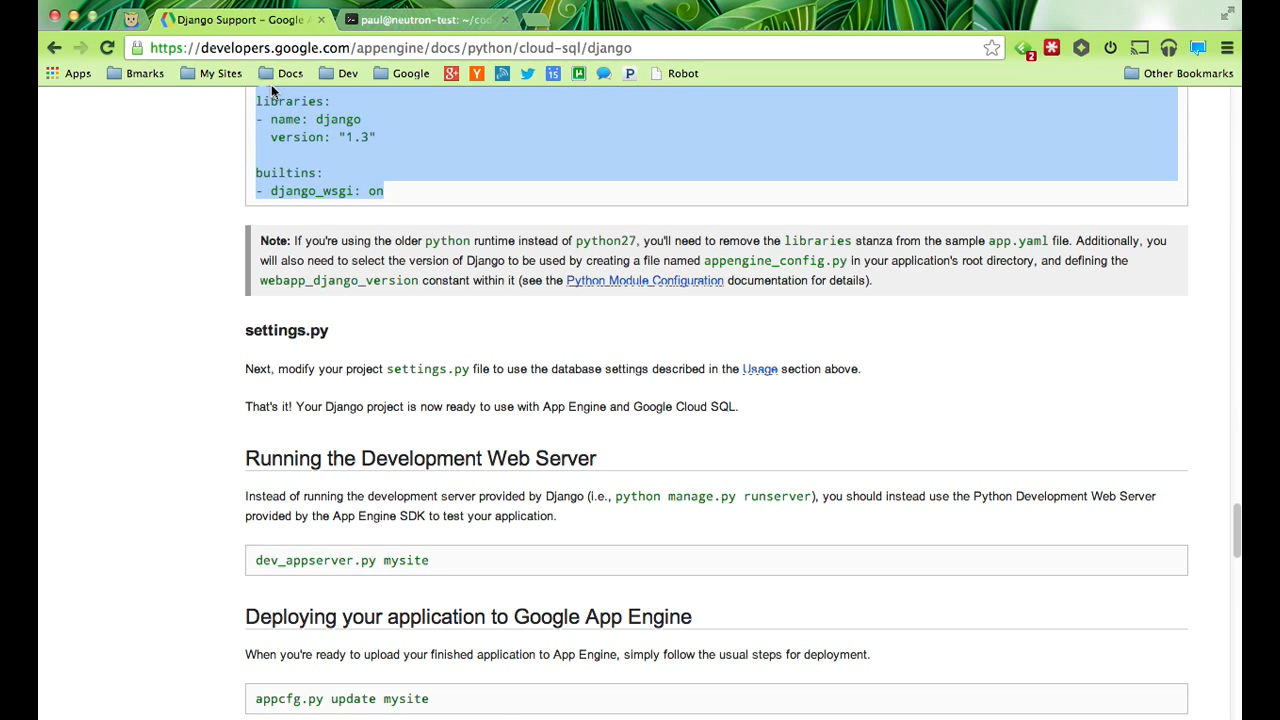 Django Support – Google A
paul@neutron-test: ~/cod
https://developers.google.com/appengine/docs/python/cloud-sql/django
2
Apps Bmarks My Sites Docs Dev Google 15 P Robot Other Bookmarks
libraries:
- name: django
version: "1.3"
builtins:
- django_wsgi: on
Note: If you're using the older python runtime instead of python27, you'll need to remove the libraries stanza from the sample app.yaml file. Additionally, you
will also need to select the version of Django to be used by creating a file named appengine_config.py in your application's root directory, and defining the
webapp_django_version constant within it (see the Python Module Configuration documentation for details).
settings.py
Next, modify your project settings.py file to use the database settings described in the Usage section above.
That's it! Your Django project is now ready to use with App Engine and Google Cloud SQL.
Running the Development Web Server
Instead of running the development server provided by Django (i.e., python manage.py runserver), you should instead use the Python Development Web Server
provided by the App Engine SDK to test your application.
dev_appserver.py mysite
Deploying your application to Google App Engine
When you're ready to upload your finished application to App Engine, simply follow the usual steps for deployment.
appcfg.py update mysite